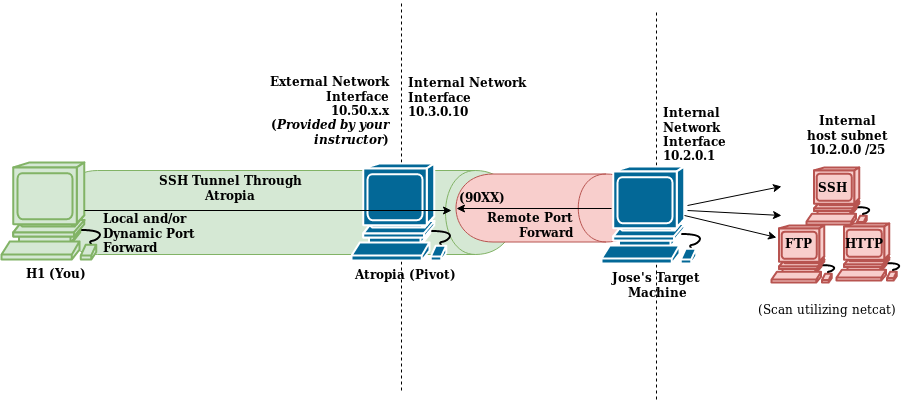 External Network
Interface
10.50.x.x
(Provided by your
instructor)
Internal Network
Interface
10.3.0.10
Internal
Network
Interface
10.2.0.1
Internal
host subnet
10.2.0.0 /25
SSH Tunnel Through
Atropia
Local and/or
Dynamic Port
Forward
(90XX)
Remote Port
Forward
SSH
FTP
HTTP
H1 (You)
Atropia (Pivot)
Jose's Target
Machine
(Scan utilizing netcat)